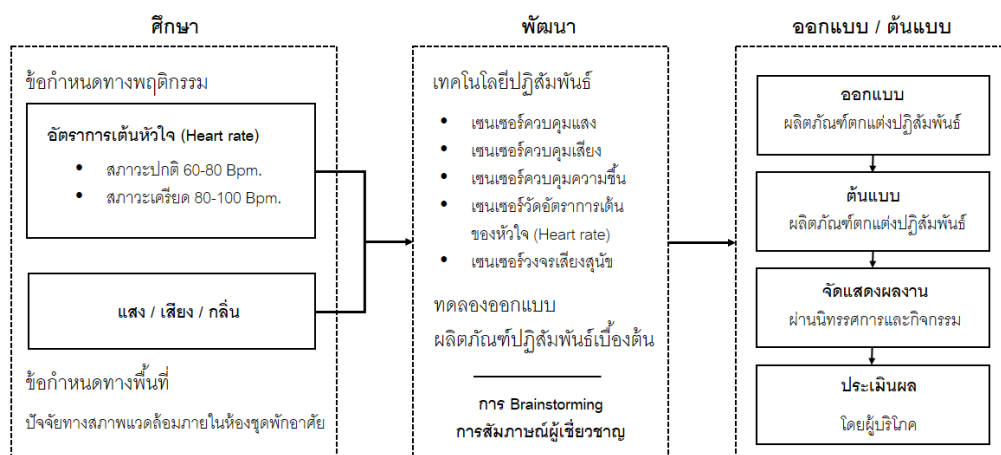 ศึกษา
ข้อกำหนดทางพฤติกรรม
อัตราการเต้นหัวใจ (Heart rate)
• สภาวะปกติ 60-80 Bpm.
• สภาวะเครียด 80-100 Bpm.
แสง / เสียง / กลิ่น
ข้อกำหนดทางพื้นที่
ปัจจัยทางสภาพแวดล้อมภายในห้องชุดพักอาศัย
พัฒนา
เทคโนโลยีปฏิสัมพันธ์
• เซนเซอร์ควบคุมแสง
• เซนเซอร์ควบคุมเสียง
• เซนเซอร์ควบคุมความชื้น
• เซนเซอร์วัดอัตราการเต้น
ของหัวใจ (Heart rate)
• เซนเซอร์วงจรเสียงสุนัข
ทดลองออกแบบ
ผลิตภัณฑ์ปฏิสัมพันธ์เบื้องต้น
การ Brainstorming
การสัมภาษณ์ผู้เชี่ยวชาญ
ออกแบบ / ต้นแบบ
ออกแบบ
ผลิตภัณฑ์ตกแต่งปฏิสัมพันธ์
ต้นแบบ
ผลิตภัณฑ์ตกแต่งปฏิสัมพันธ์
จัดแสดงผลงาน
ผ่านนิทรรศการและกิจกรรม
ประเมินผล
โดยผู้บริโภค